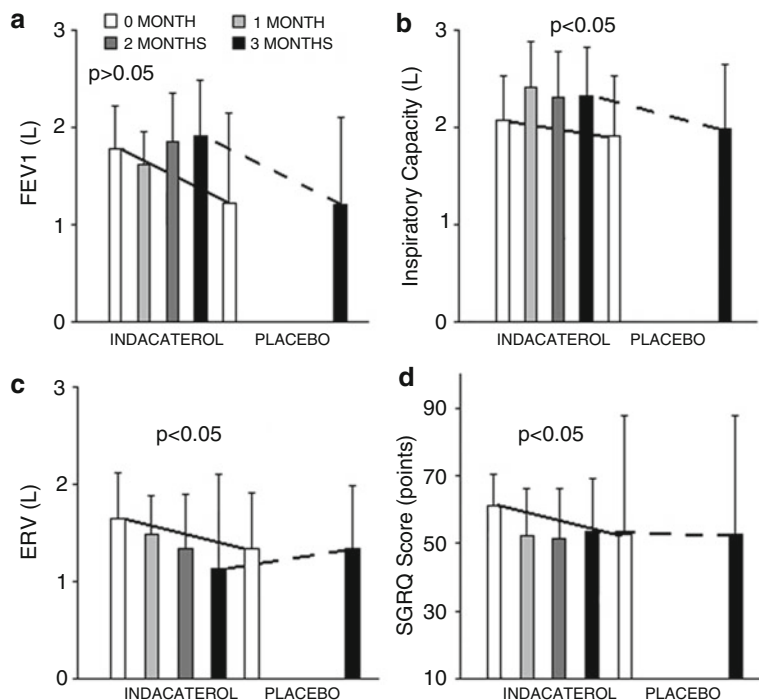 a
0 MONTH 1 MONTH
2 MONTHS 3 MONTHS
p>0.05
FEV1 (L)
3
2
1
0
INDACATEROL PLACEBO
b
p<0.05
Inspiratory Capacity (L)
3
2
1
0
INDACATEROL PLACEBO
c
p<0.05
ERV (L)
3
2
1
0
INDACATEROL PLACEBO
d
p<0.05
SGRQ Score (points)
90
70
50
30
10
INDACATEROL PLACEBO